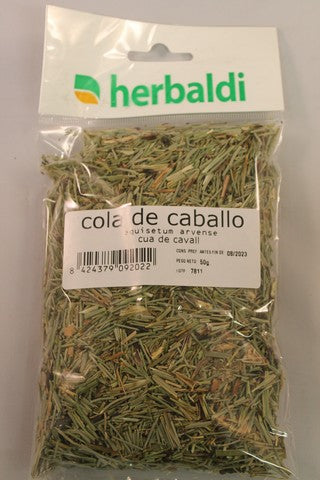 herbaldi
cola de caballo
equisetum arvense
cua de cavall
CONS PREF ANTES FIN DE 08/2023
PESO NETO 50g
LOTE 7811
8 424379 092022